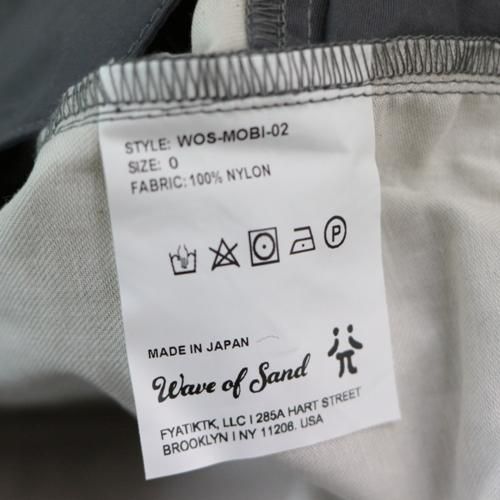 STYLE: WOS-MOBI-02
SIZE: 0
FABRIC: 100% NYLON
P
MADE IN JAPAN
Wave of Sand
FYATIKTK, LLC | 285A HART STREET
BROOKLYN | NY 11206. USA